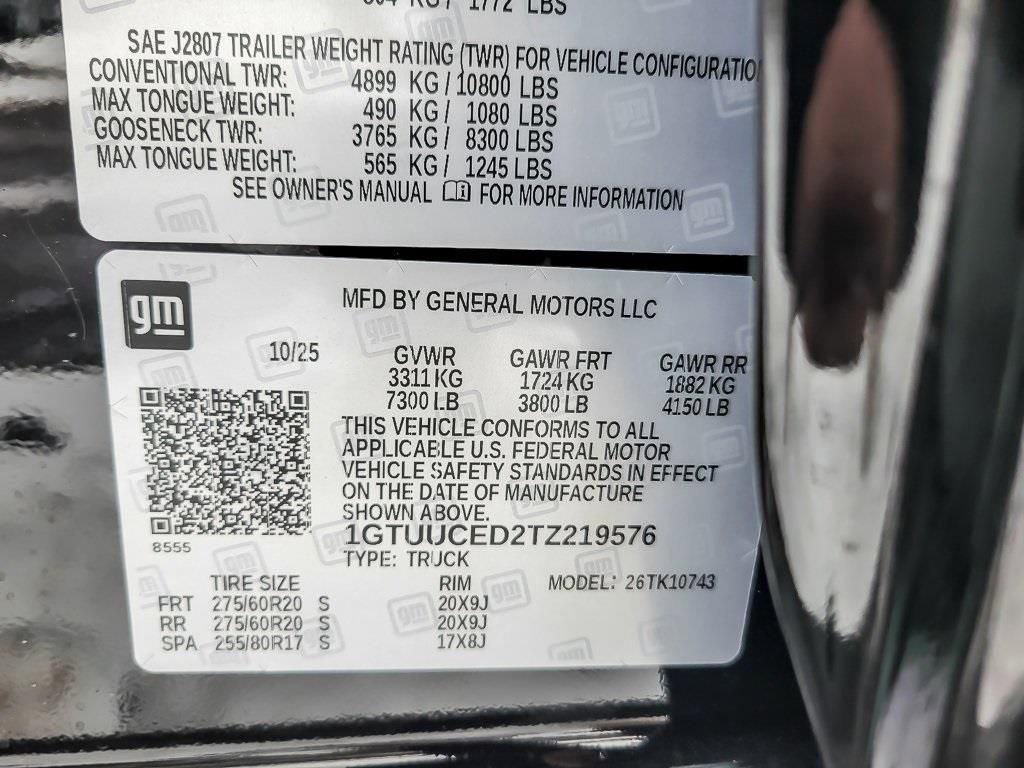 804 KG / 1772 LBS
SAE J2807 TRAILER WEIGHT RATING (TWR) FOR VEHICLE CONFIGURATIO
CONVENTIONAL TWR: 4899 KG / 10800 LBS
MAX TONGUE WEIGHT: 490 KG / 1080 LBS
GOOSENECK TWR: 3765 KG / 8300 LBS
MAX TONGUE WEIGHT: 565 KG / 1245 LBS
SEE OWNER'S MANUAL FOR MORE INFORMATION
gm
MFD BY GENERAL MOTORS LLC
10/25 GVWR GAWR FRT GAWR RR
3311 KG 1724 KG 1882 KG
7300 LB 3800 LB 4150 LB
THIS VEHICLE CONFORMS TO ALL
APPLICABLE U.S. FEDERAL MOTOR
VEHICLE SAFETY STANDARDS IN EFFECT
ON THE DATE OF MANUFACTURE
SHOWN ABOVE.
1GTUUCED2TZ219576
8555
TYPE: TRUCK
TIRE SIZE RIM MODEL: 26TK10743
FRT 275/60R20 S 20X9J
RR 275/60R20 S 20X9J
SPA 255/80R17 S 17X8J